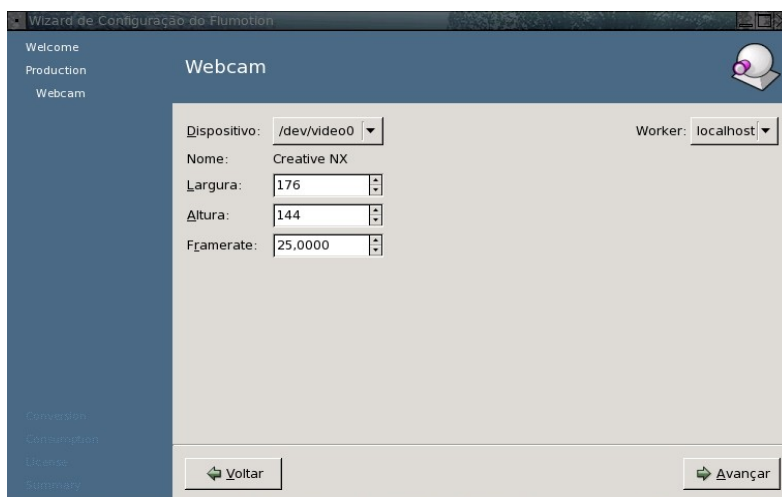 Wizard de Configuração do Flumotion
Welcome
Production
Webcam
Webcam
Dispositivo: /dev/video0
Worker: localhost
Nome: Creative NX
Largura: 176
Altura: 144
Framerate: 25,0000
Conversion
Consumption
License
Summary
Voltar
Avançar